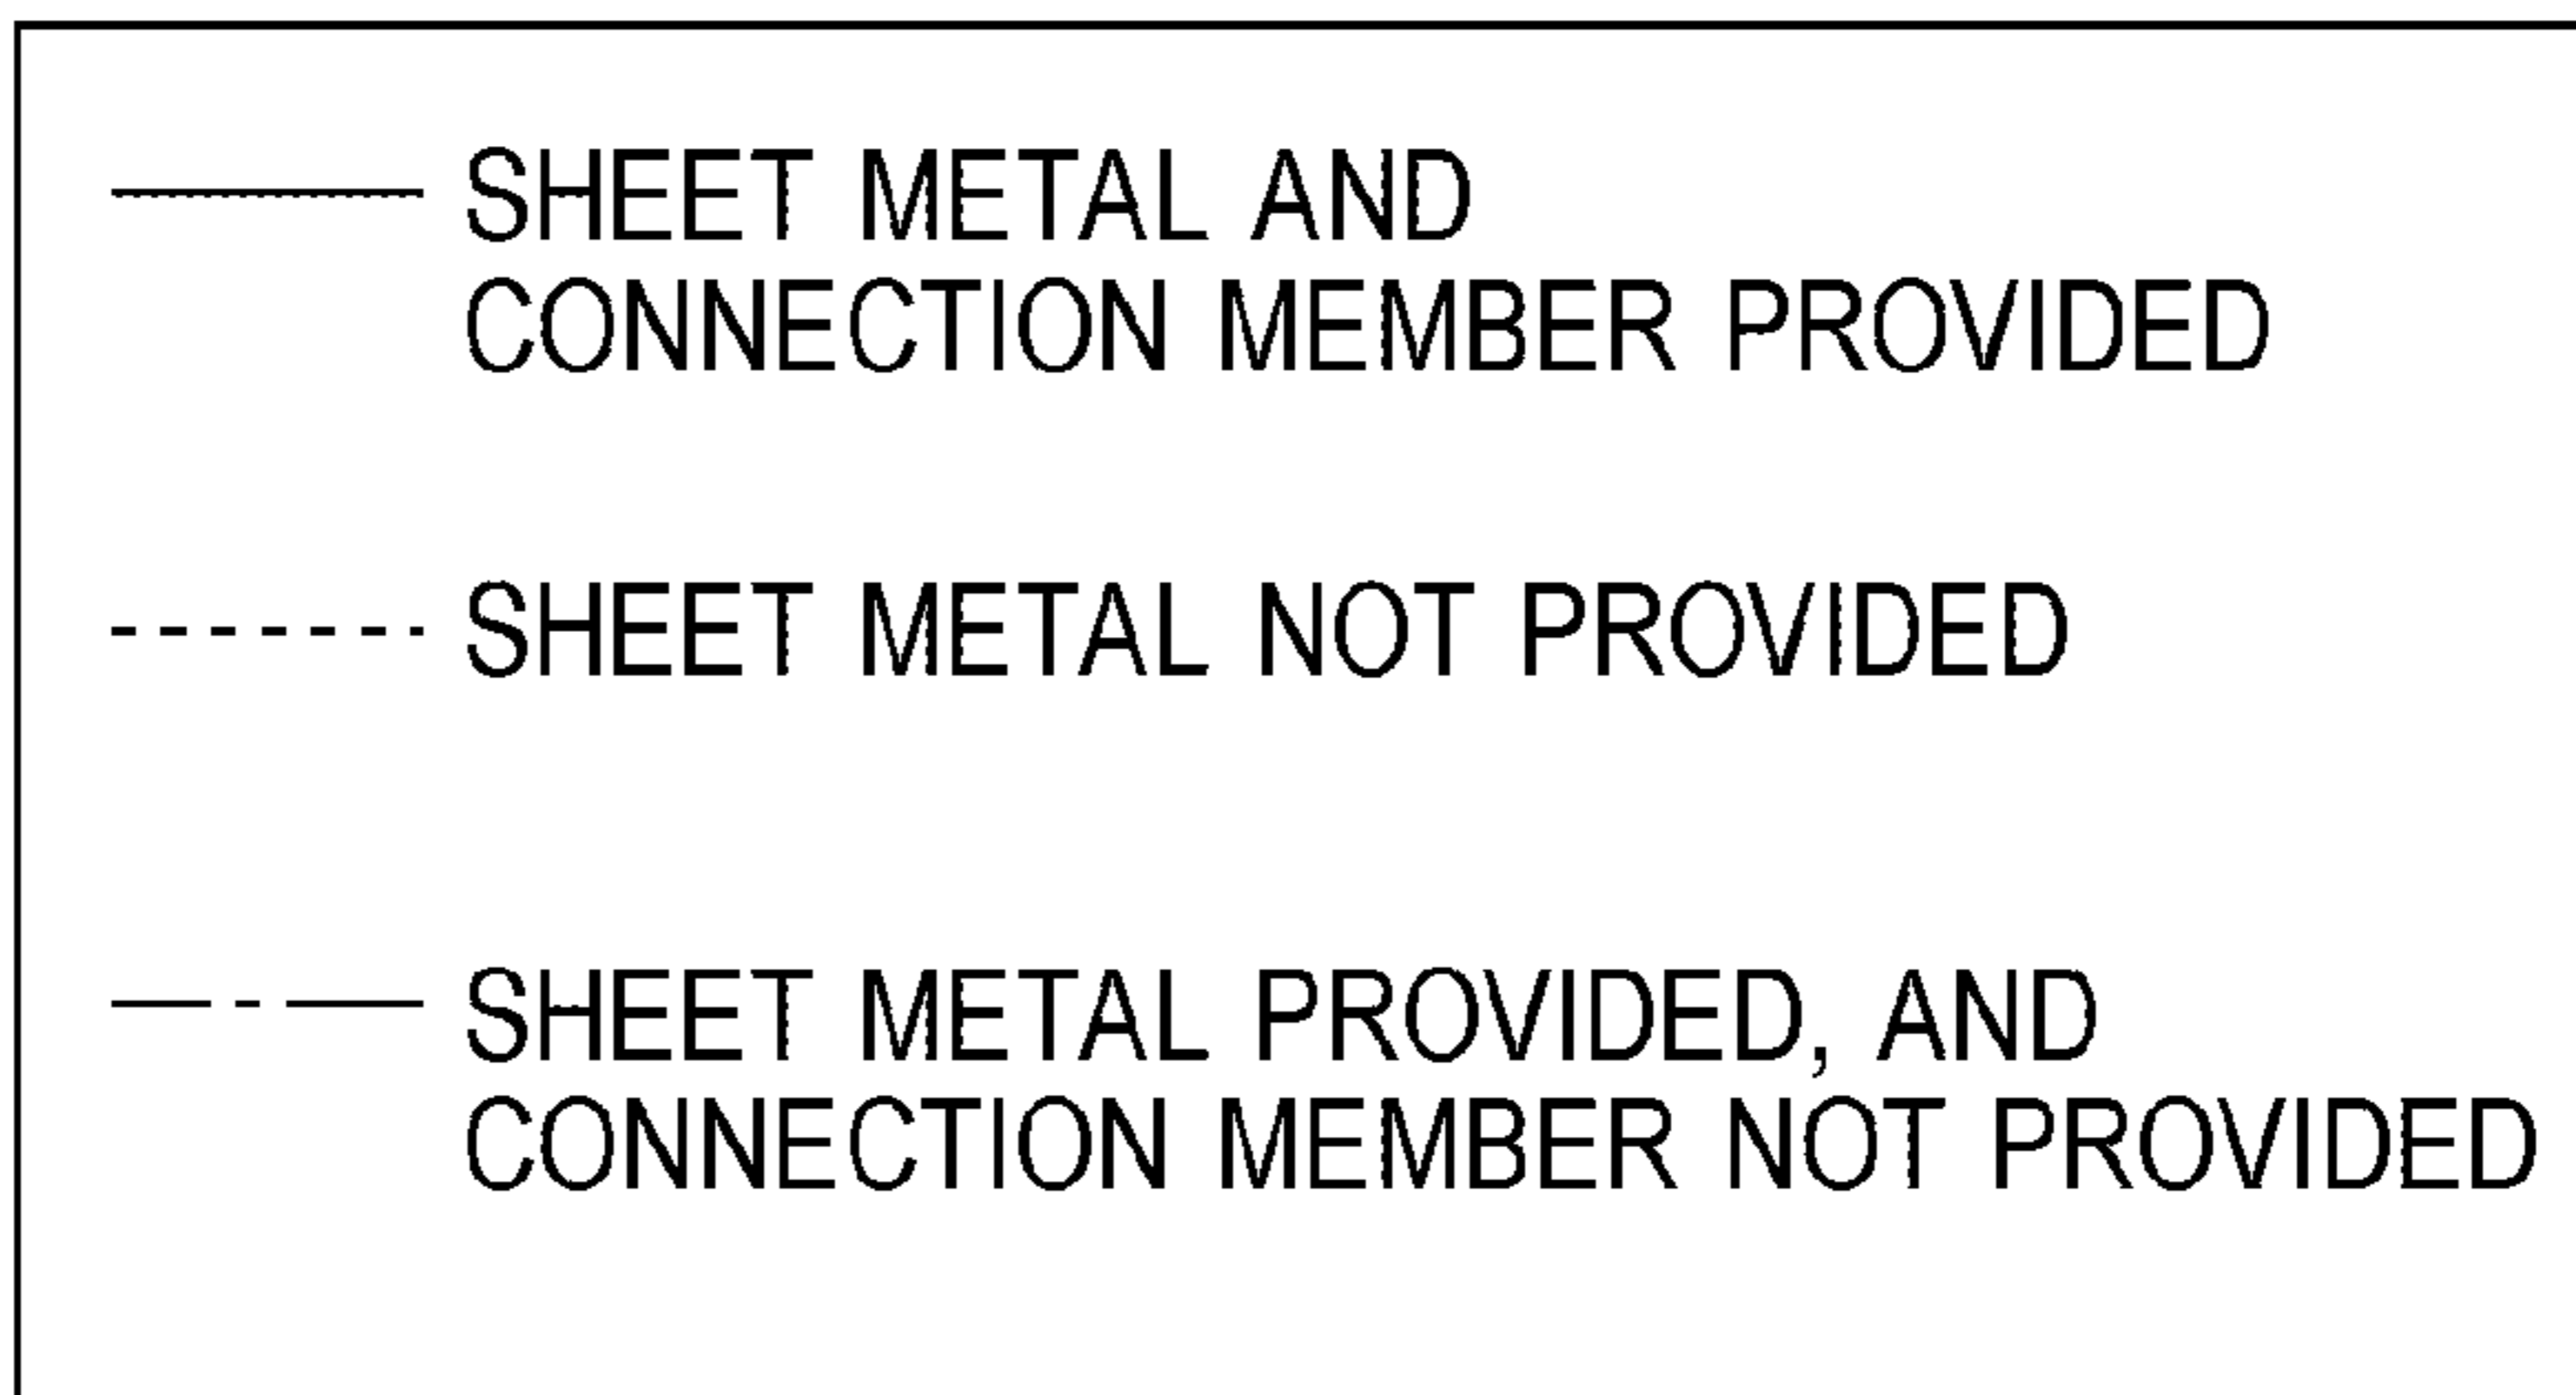 SHEET METAL AND
CONNECTION MEMBER PROVIDED
SHEET METAL NOT PROVIDED
SHEET METAL PROVIDED, AND
CONNECTION MEMBER NOT PROVIDED